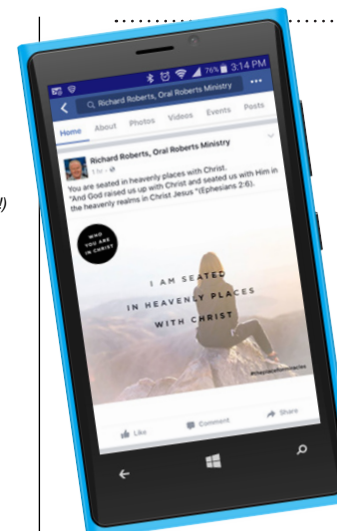 !)
76% 3:14 PM
Richard Roberts, Oral Roberts Ministry
Home About Photos Videos Events Posts
Richard Roberts, Oral Roberts Ministry
1 hr
You are seated in heavenly places with Christ.
"And God raised us up with Christ and seated us with Him in
the heavenly realms in Christ Jesus "(Ephesians 2:6).
WHO
YOU ARE
IN CHRIST
I AM SEATED
IN HEAVENLY PLACES
WITH CHRIST
#theplaceformiracles
Like Comment Share